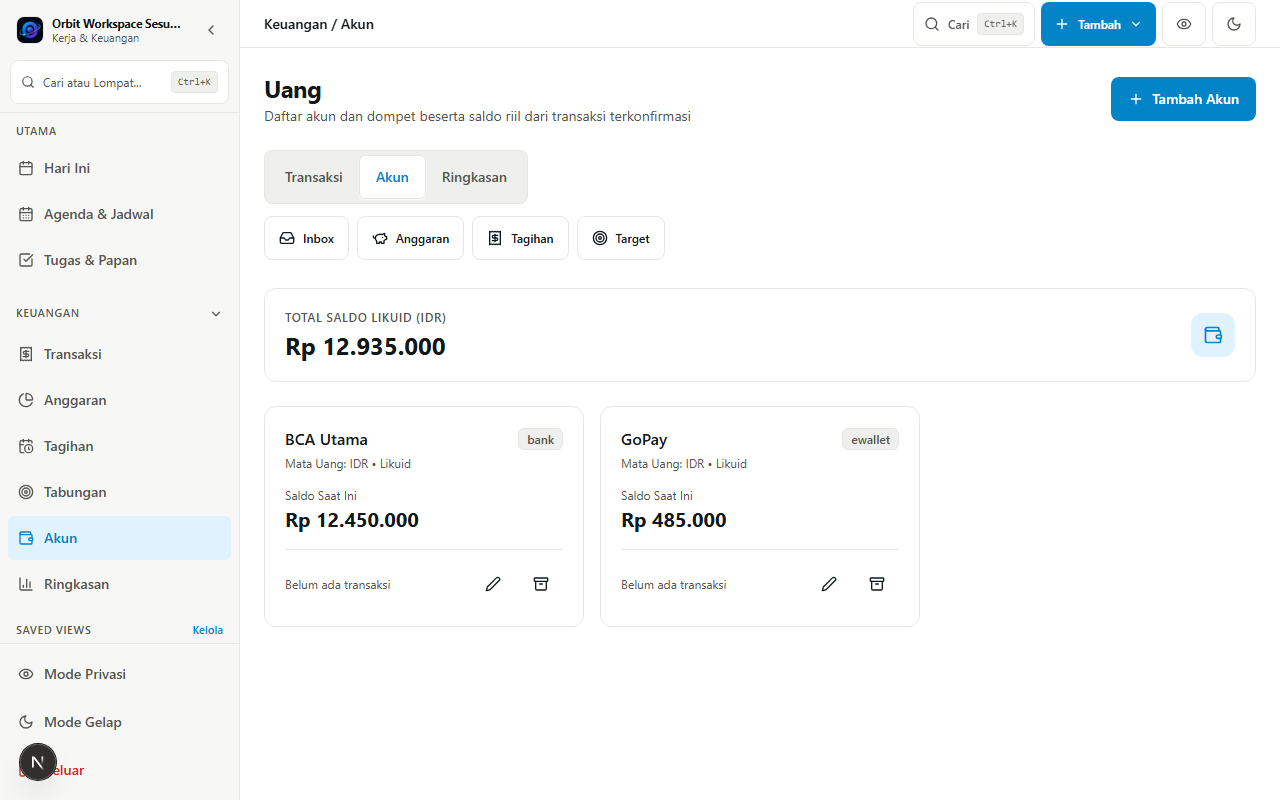 Orbit Workspace Sesu...
Kerja & Keuangan
Cari atau Lompat...
Ctrl+K
UTAMA
Hari Ini
Agenda & Jadwal
Tugas & Papan
KEUANGAN
Transaksi
Anggaran
Tagihan
Tabungan
Akun
Ringkasan
SAVED VIEWS
Kelola
Mode Privasi
Mode Gelap
N
eluar
Keuangan / Akun
Cari
Ctrl+K
Tambah
Uang
Daftar akun dan dompet beserta saldo riil dari transaksi terkonfirmasi
Tambah Akun
Transaksi
Akun
Ringkasan
Inbox
Anggaran
Tagihan
Target
TOTAL SALDO LIKUID (IDR)
Rp 12.935.000
BCA Utama
bank
Mata Uang: IDR • Likuid
Saldo Saat Ini
Rp 12.450.000
Belum ada transaksi
GoPay
ewallet
Mata Uang: IDR • Likuid
Saldo Saat Ini
Rp 485.000
Belum ada transaksi